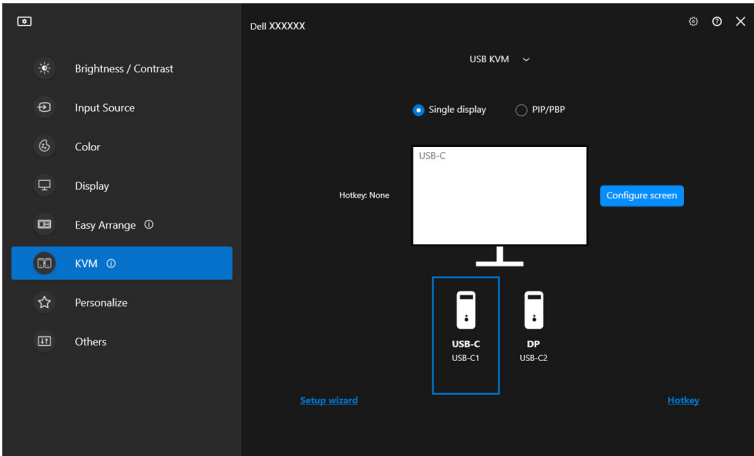 Dell XXXXXX
Brightness / Contrast
Input Source
Color
Display
Easy Arrange
KVM
Personalize
Others
USB KVM
Single display
PIP/PBP
USB-C
Hotkey: None
Configure screen
USB-C
USB-C1
DP
USB-C2
Setup wizard
Hotkey